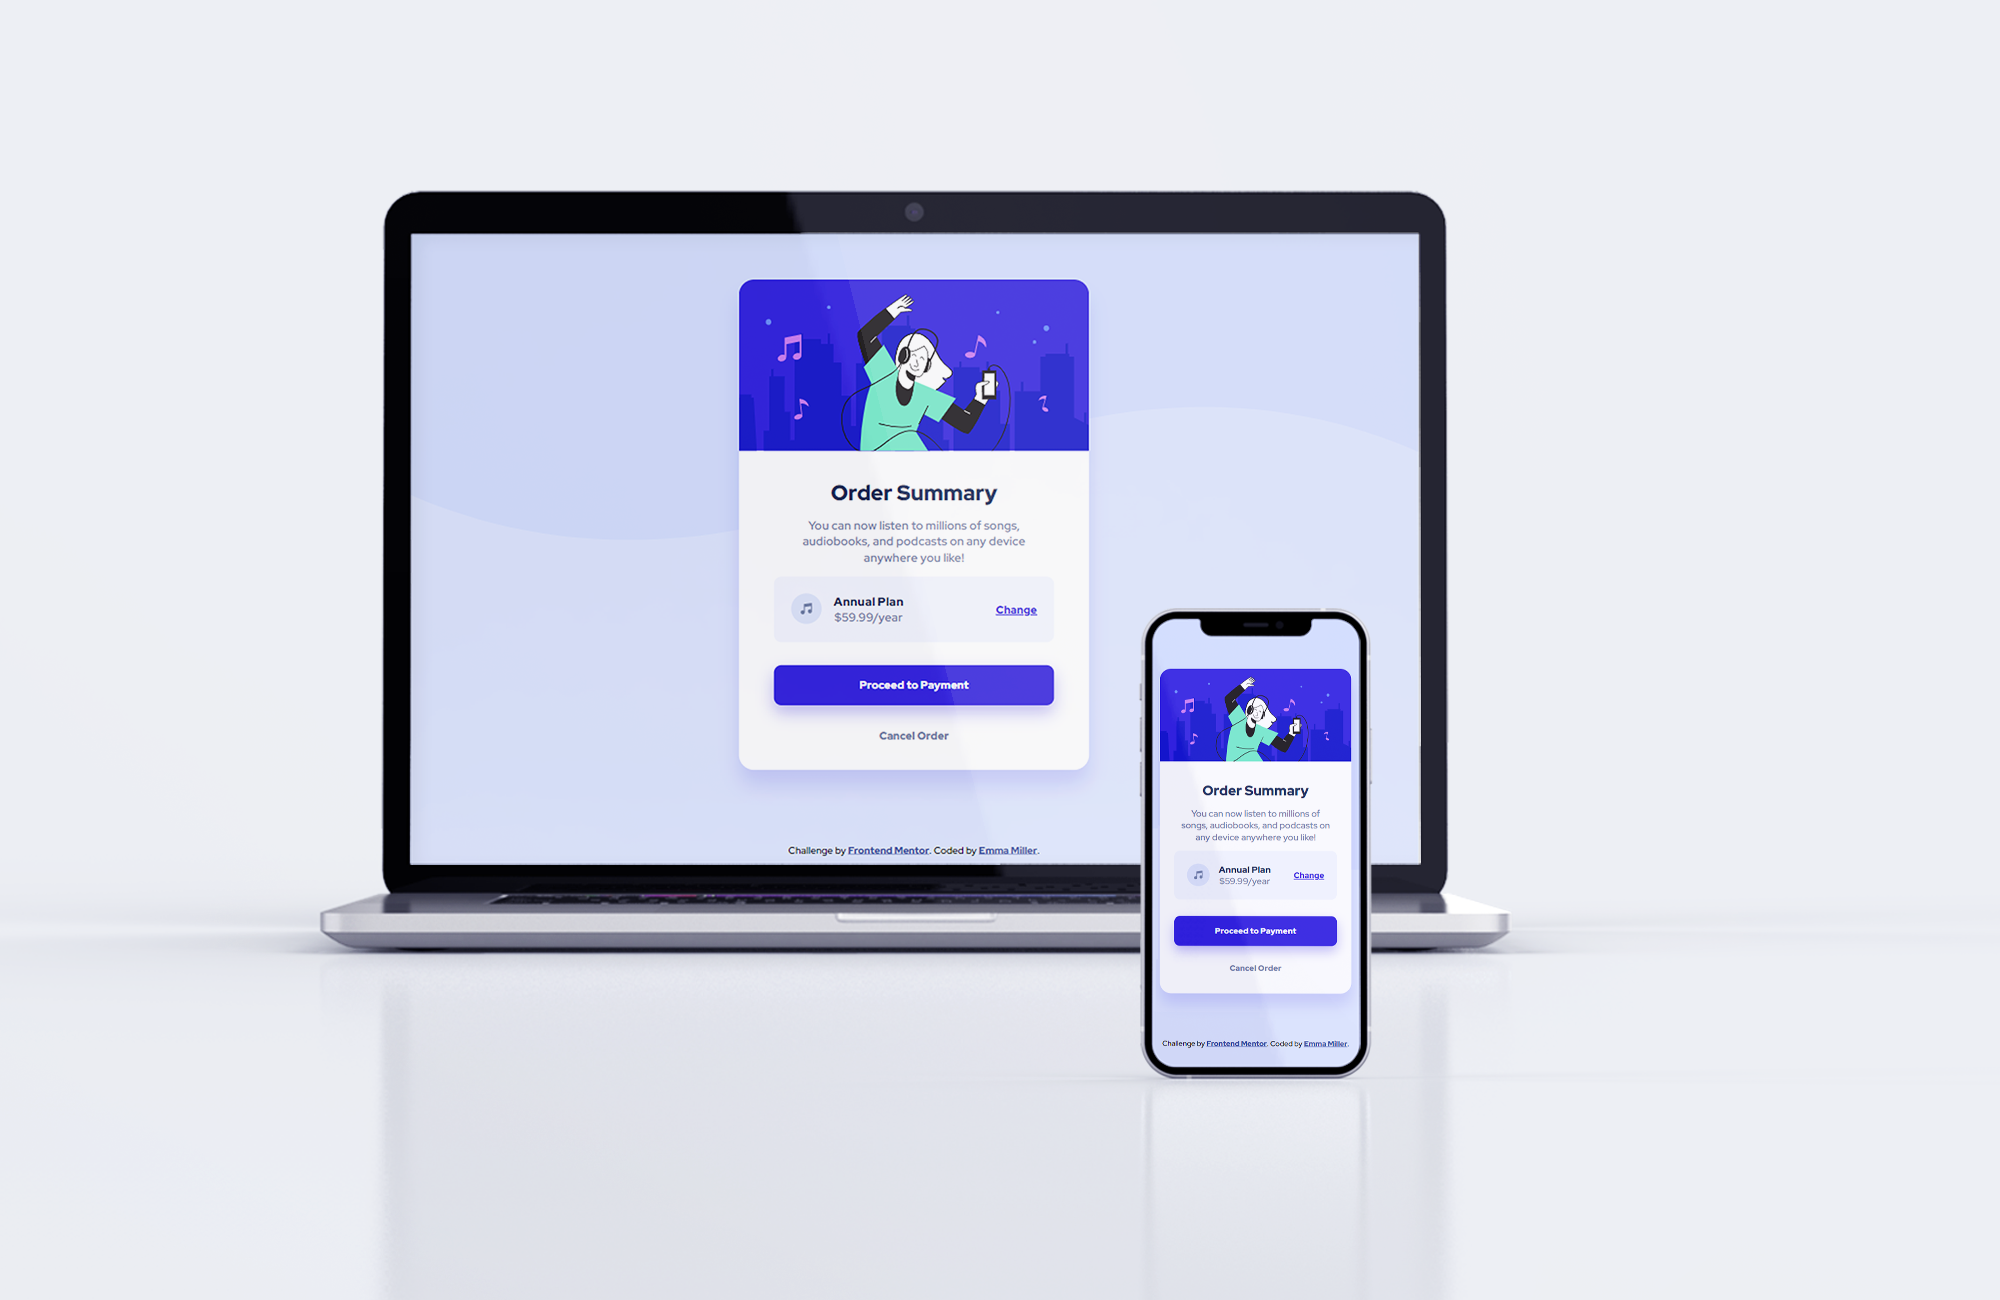 Order Summary
You can now listen to millions of songs,
audiobooks, and podcasts on any device
anywhere you like!
Annual Plan
$59.99/year
Change
Proceed to Payment
Cancel Order
Challenge by Frontend Mentor. Coded by Emma Miller.
Order Summary
You can now listen to millions of
songs, audiobooks, and podcasts on
any device anywhere you like!
Annual Plan
$59.99/year
Change
Proceed to Payment
Cancel Order
Challenge by Frontend Mentor. Coded by Emma Miller.